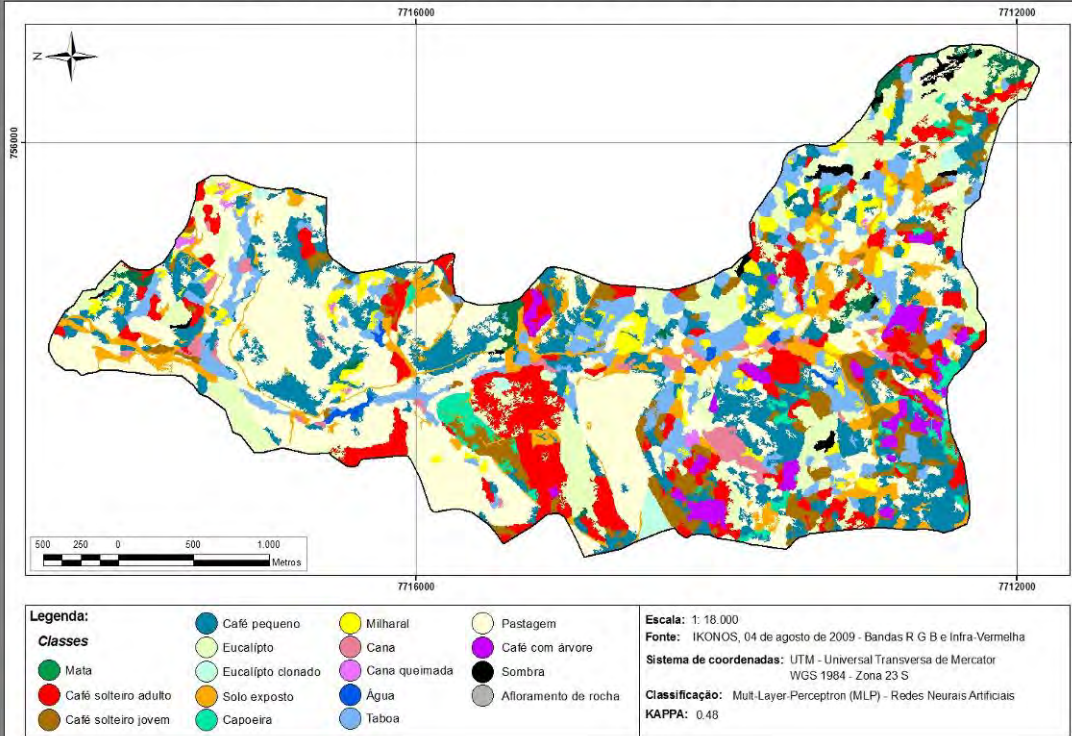 7716000
7712000
N
756000
500 250 0 500 1.000
Metros
7716000
7712000
Legenda:
Classes
Mata
Café solteiro adulto
Café solteiro jovem
Café pequeno
Eucalípto
Eucalípto clonado
Solo exposto
Capoeira
Milharal
Cana
Cana queimada
Água
Taboa
Pastagem
Café com árvore
Sombra
Afloramento de rocha
Escala: 1: 18.000
Fonte: IKONOS, 04 de agosto de 2009 - Bandas R G B e Infra-Vermelha
Sistema de coordenadas: UTM - Universal Transversa de Mercator
WGS 1984 - Zona 23 S
Classificação: Mult-Layer-Perceptron (MLP) - Redes Neurais Artificiais
KAPPA: 0.48